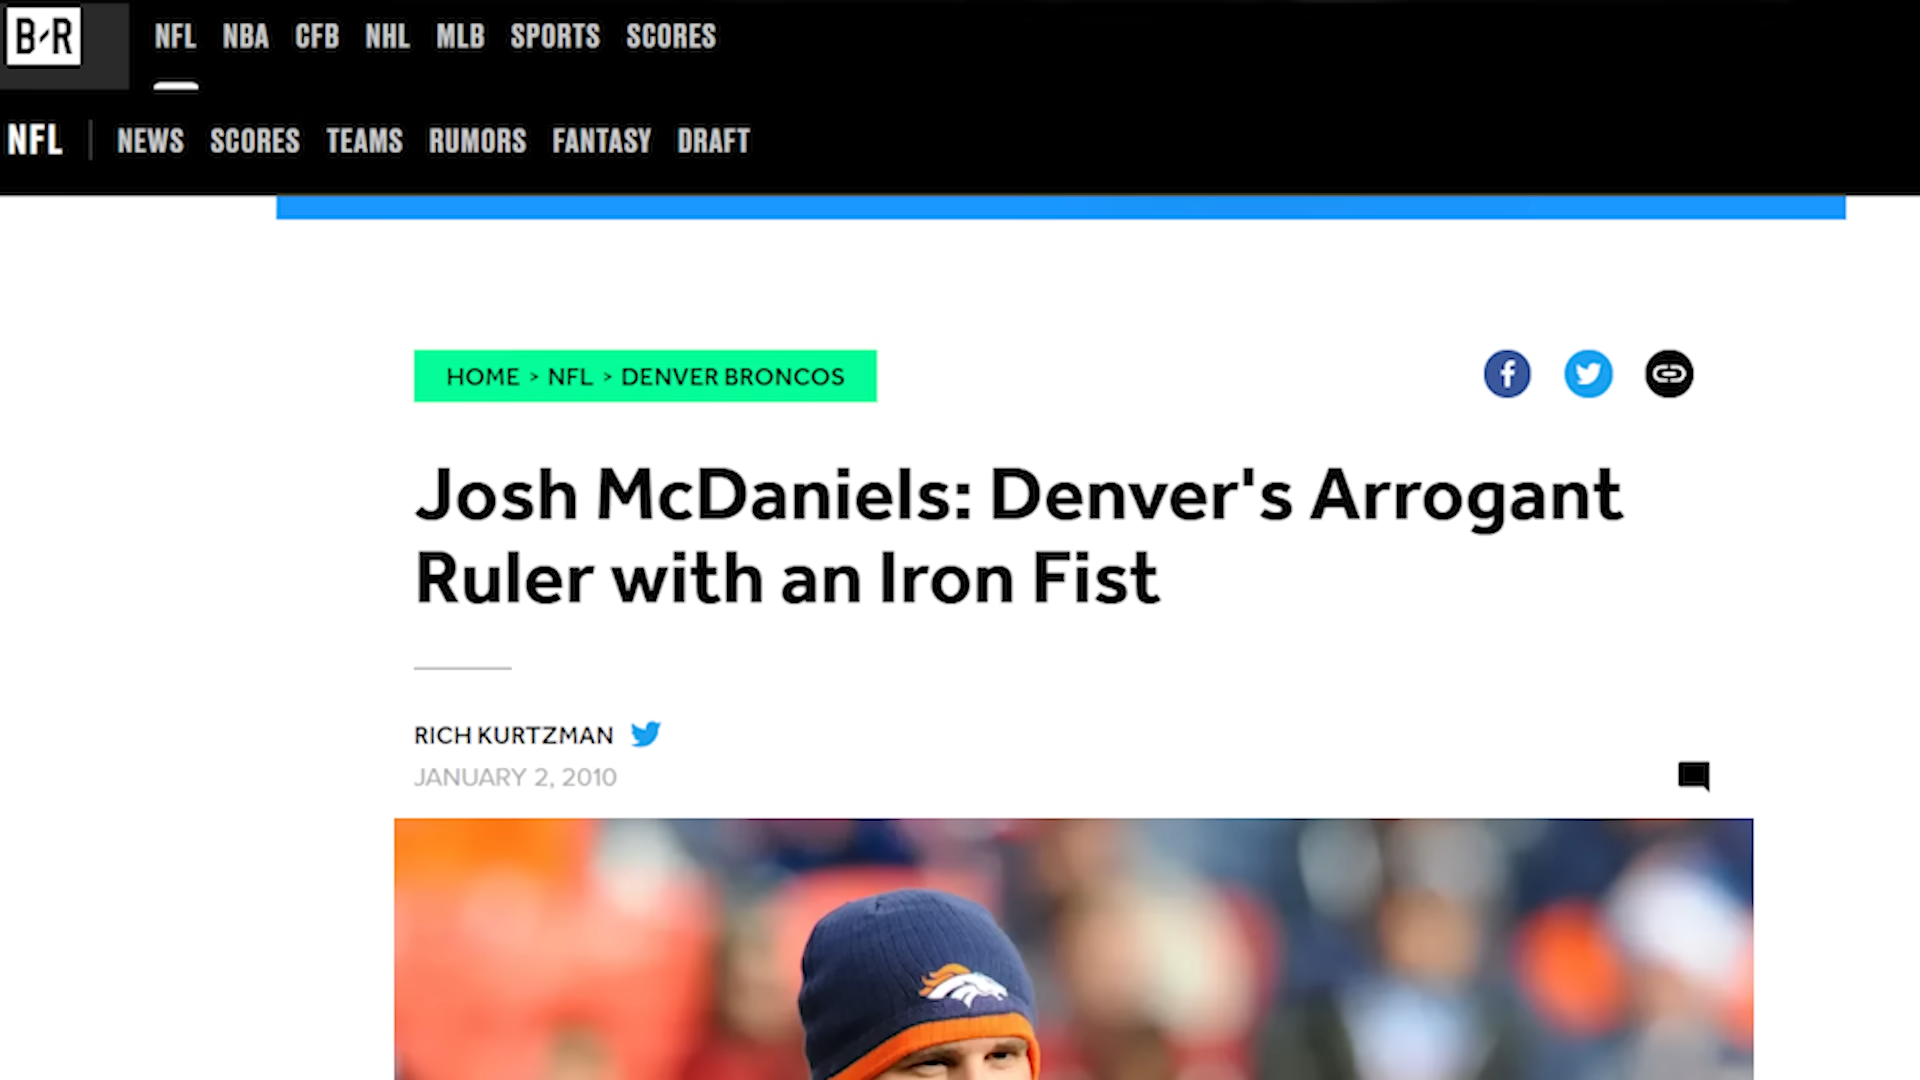 B/R
NFL NBA CFB NHL MLB SPORTS SCORES
NFL NEWS SCORES TEAMS RUMORS FANTASY DRAFT
HOME > NFL > DENVER BRONCOS
Josh McDaniels: Denver's Arrogant
Ruler with an Iron Fist
RICH KURTZMAN
JANUARY 2, 2010